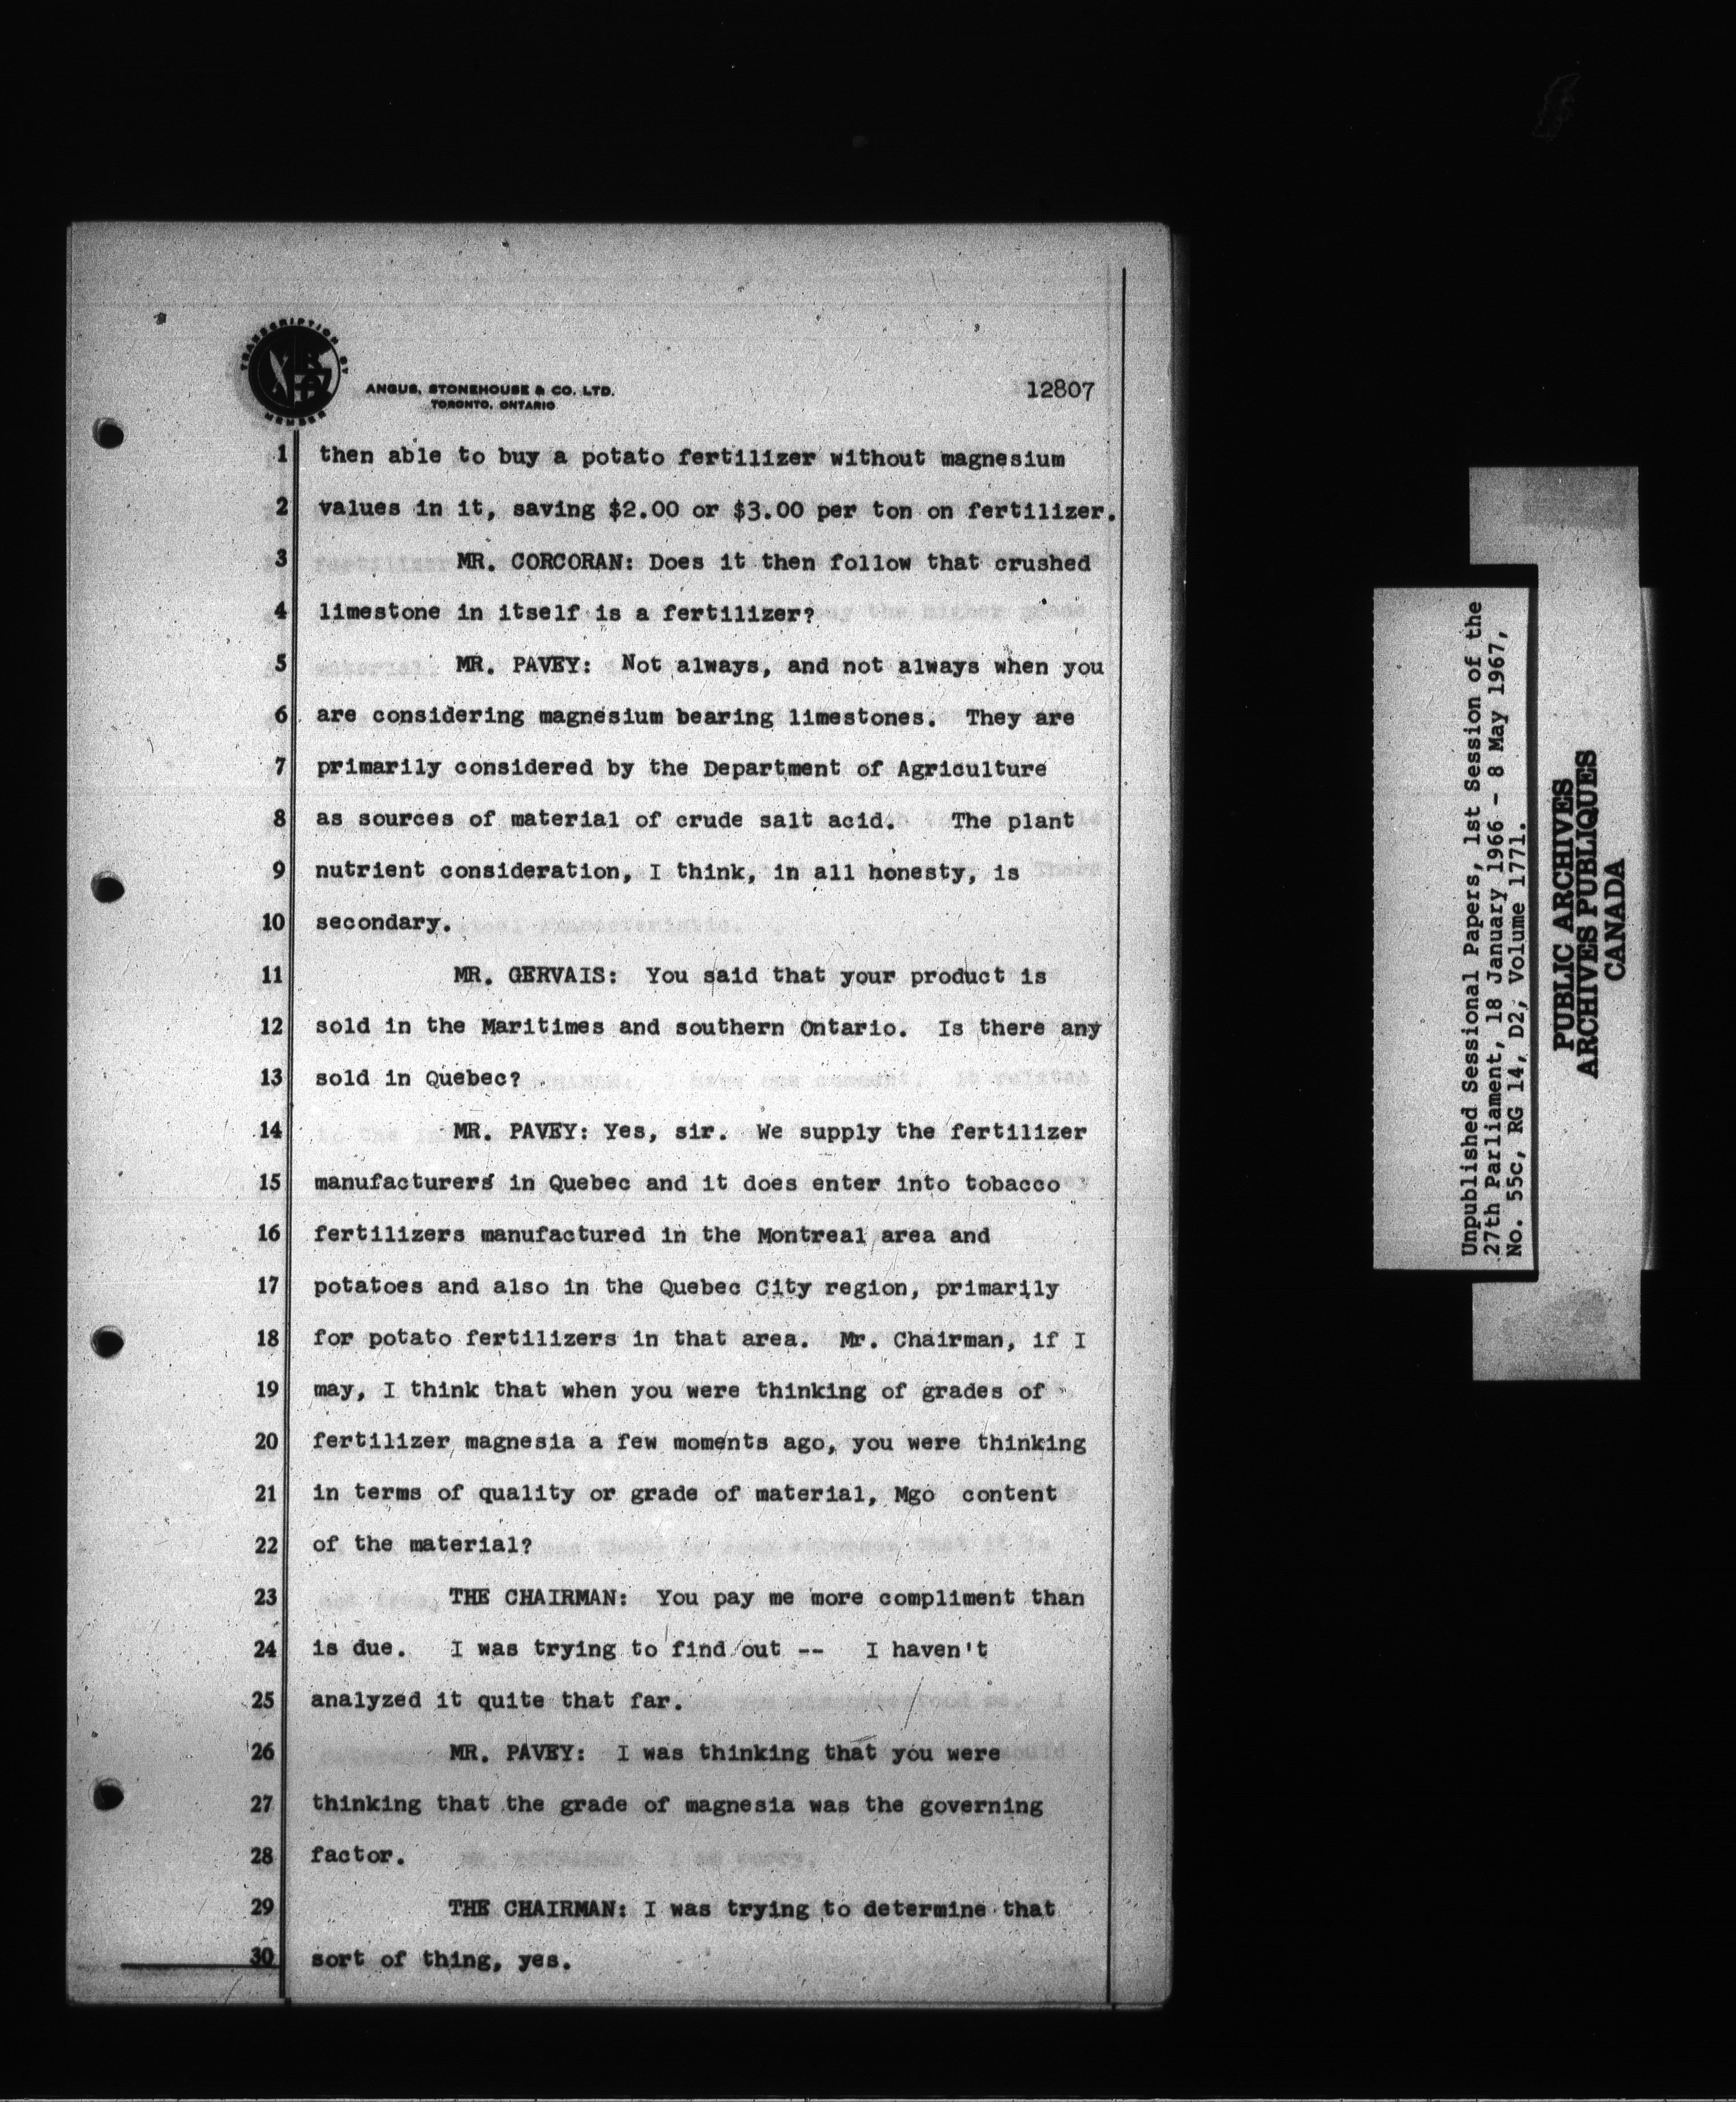 TRANSCRIPTION BY
MEMBER
ANGUS, STONEHOUSE & CO. LTD.
TORONTO, ONTARIO
12807
1 then able to buy a potato fertilizer without magnesium
2 values in it, saving $2.00 or $3.00 per ton on fertilizer.
3 MR. CORCORAN: Does it then follow that crushed
4 limestone in itself is a fertilizer?
5 MR. PAVEY: Not always, and not always when you
6 are considering magnesium bearing limestones. They are
7 primarily considered by the Department of Agriculture
8 as sources of material of crude salt acid. The plant
9 nutrient consideration, I think, in all honesty, is
10 secondary.
11 MR. GERVAIS: You said that your product is
12 sold in the Maritimes and southern Ontario. Is there any
13 sold in Quebec?
14 MR. PAVEY: Yes, sir. We supply the fertilizer
15 manufacturers in Quebec and it does enter into tobacco
16 fertilizers manufactured in the Montreal area and
17 potatoes and also in the Quebec City region, primarily
18 for potato fertilizers in that area. Mr. Chairman, if I
19 may, I think that when you were thinking of grades of
20 fertilizer magnesia a few moments ago, you were thinking
21 in terms of quality or grade of material, Mgo content
22 of the material?
23 THE CHAIRMAN: You pay me more compliment than
24 is due. I was trying to find out -- I haven't
25 analyzed it quite that far.
26 MR. PAVEY: I was thinking that you were
27 thinking that the grade of magnesia was the governing
28 factor.
29 THE CHAIRMAN: I was trying to determine that
30 sort of thing, yes.
Unpublished Sessional Papers, 1st Session of the
27th Parliament, 18 January 1966 - 8 May 1967,
No. 55c, RG 14, D2, Volume 1771.
PUBLIC ARCHIVES
ARCHIVES PUBLIQUES
CANADA